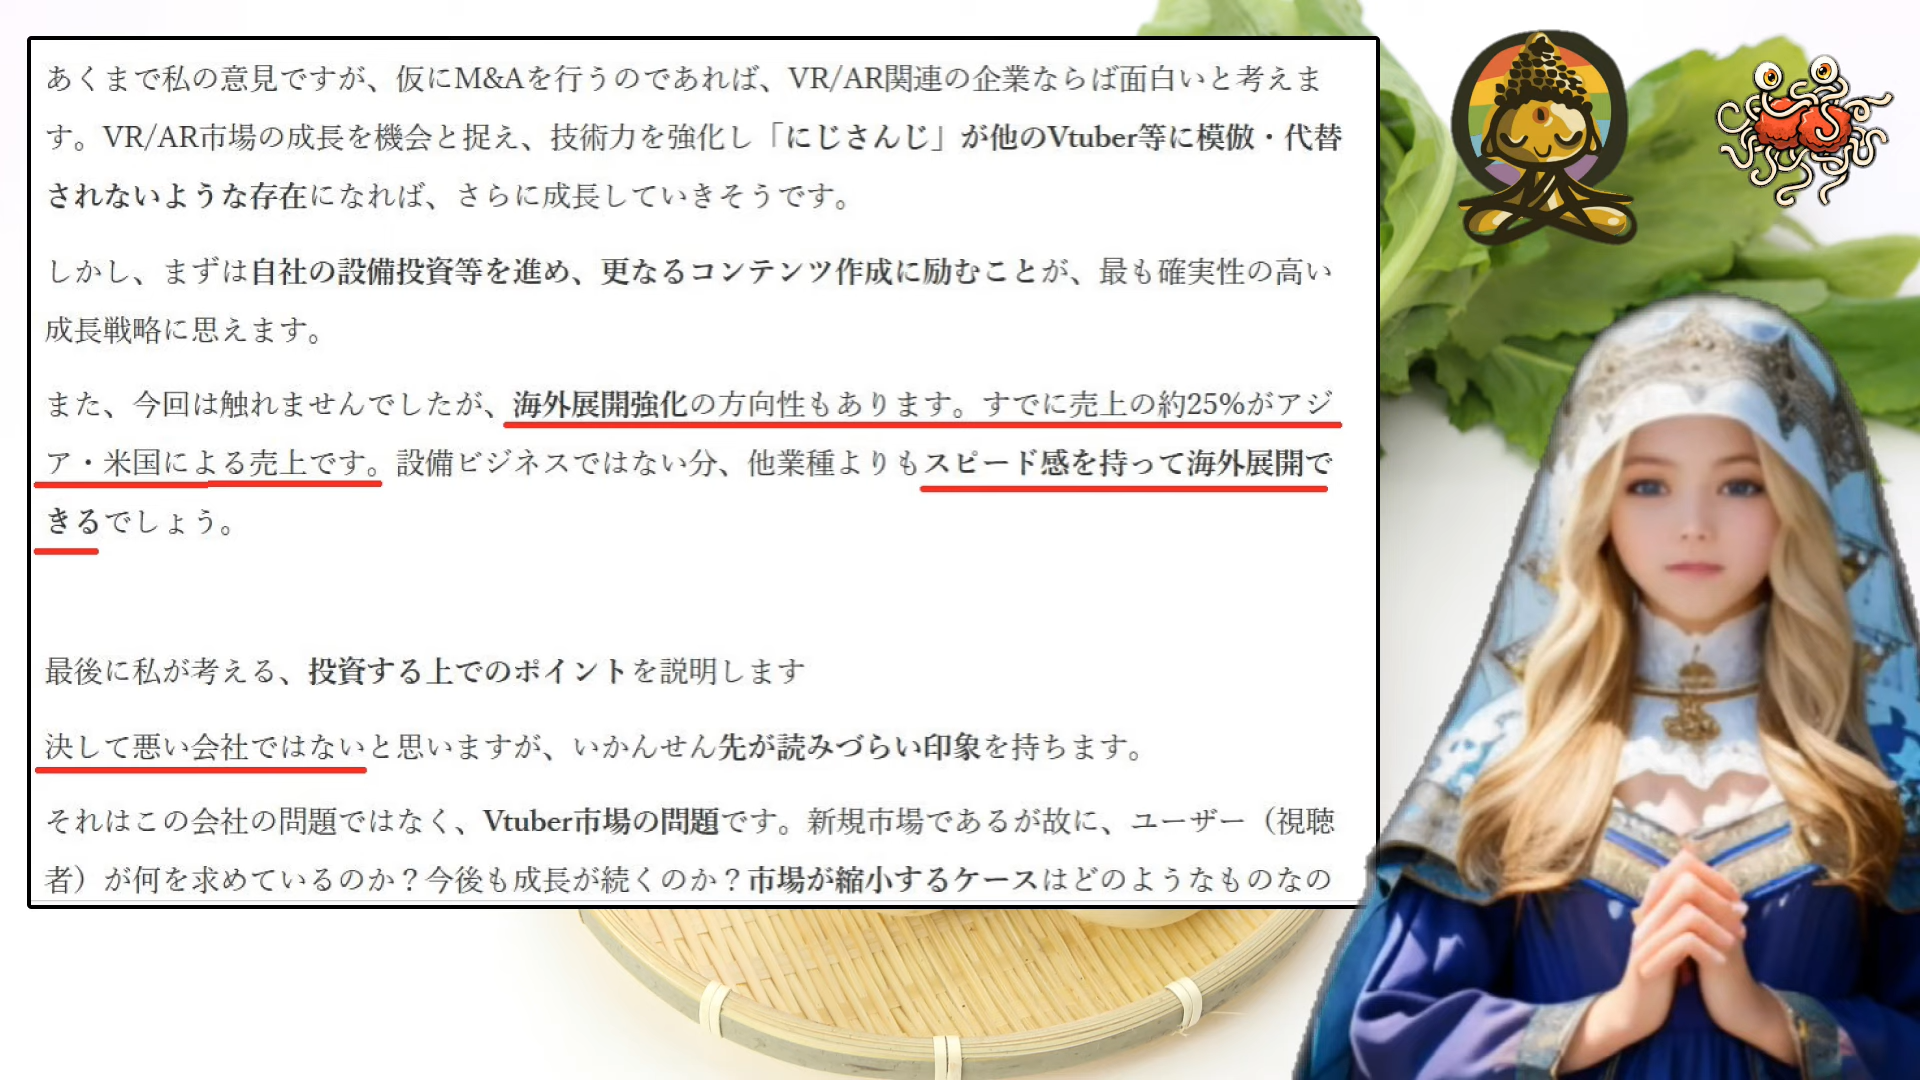 あくまで私の意見ですが、仮にM&Aを行うのであれば、VR/AR関連の企業ならば面白いと考えま
す。VR/AR市場の成長を機会と捉え、技術力を強化し「にじさんじ」が他のVtuber等に模倣・代替
されないような存在になれば、さらに成長していきそうです。
しかし、まずは自社の設備投資等を進め、更なるコンテンツ作成に励むことが、最も確実性の高い
成長戦略に思えます。
また、今回は触れませんでしたが、海外展開強化の方向性もあります。すでに売上の約25%がアジ
ア・米国による売上です。設備ビジネスではない分、他業種よりもスピード感を持って海外展開で
きるでしょう。
最後に私が考える、投資する上でのポイントを説明します
決して悪い会社ではないと思いますが、いかんせん先が読みづらい印象を持ちます。
それはこの会社の問題ではなく、Vtuber市場の問題です。新規市場であるが故に、ユーザー（視聴
者）が何を求めているのか？今後も成長が続くのか？市場が縮小するケースはどのようなものなの